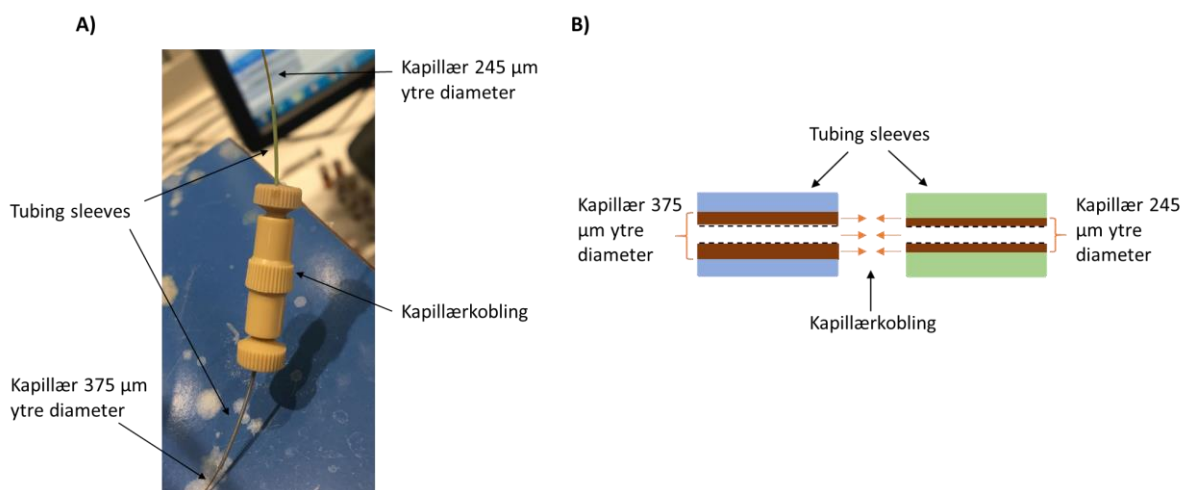 A)
Kapillær 245 µm
ytre diameter
Tubing sleeves
Kapillærkobling
Kapillær 375 µm
ytre diameter
B)
Tubing sleeves
Kapillær 375
µm ytre
diameter
Kapillær 245
µm ytre
diameter
Kapillærkobling